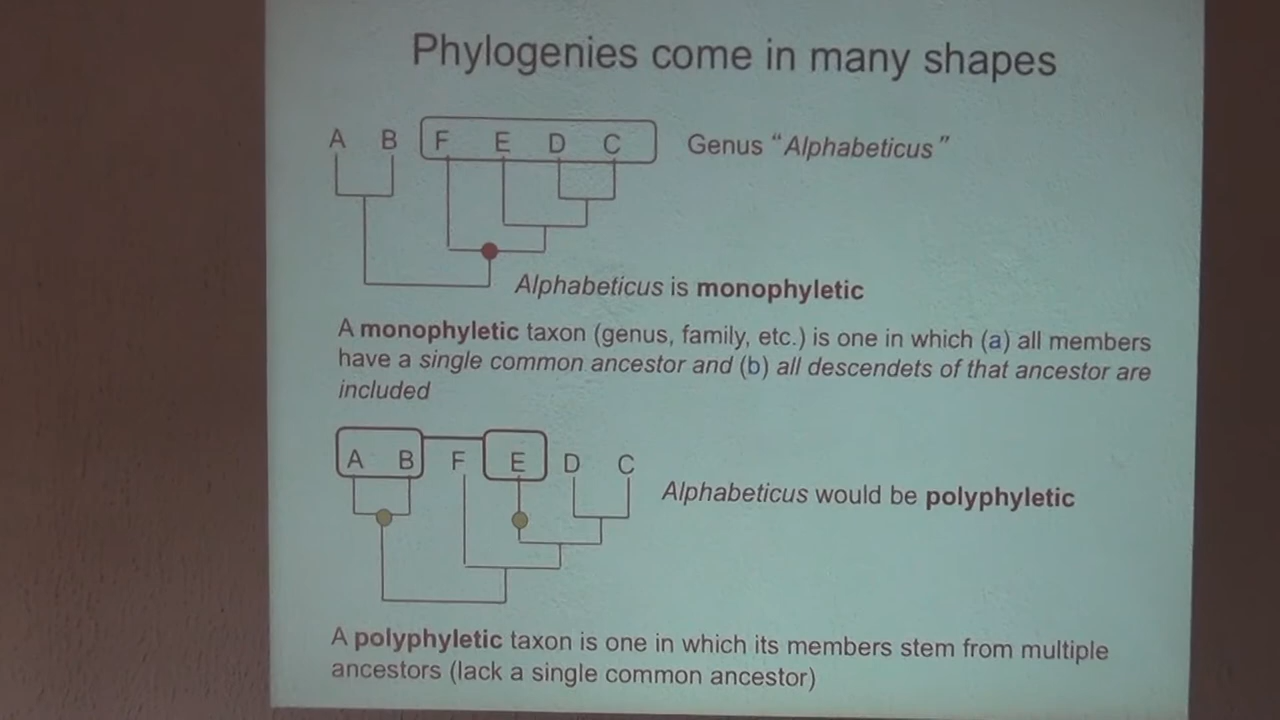 Phylogenies come in many shapes
A B F E D C Genus “Alphabeticus”
Alphabeticus is monophyletic
A monophyletic taxon (genus, family, etc.) is one in which (a) all members
have a single common ancestor and (b) all descendets of that ancestor are
included
A B F E D C
Alphabeticus would be polyphyletic
A polyphyletic taxon is one in which its members stem from multiple
ancestors (lack a single common ancestor)